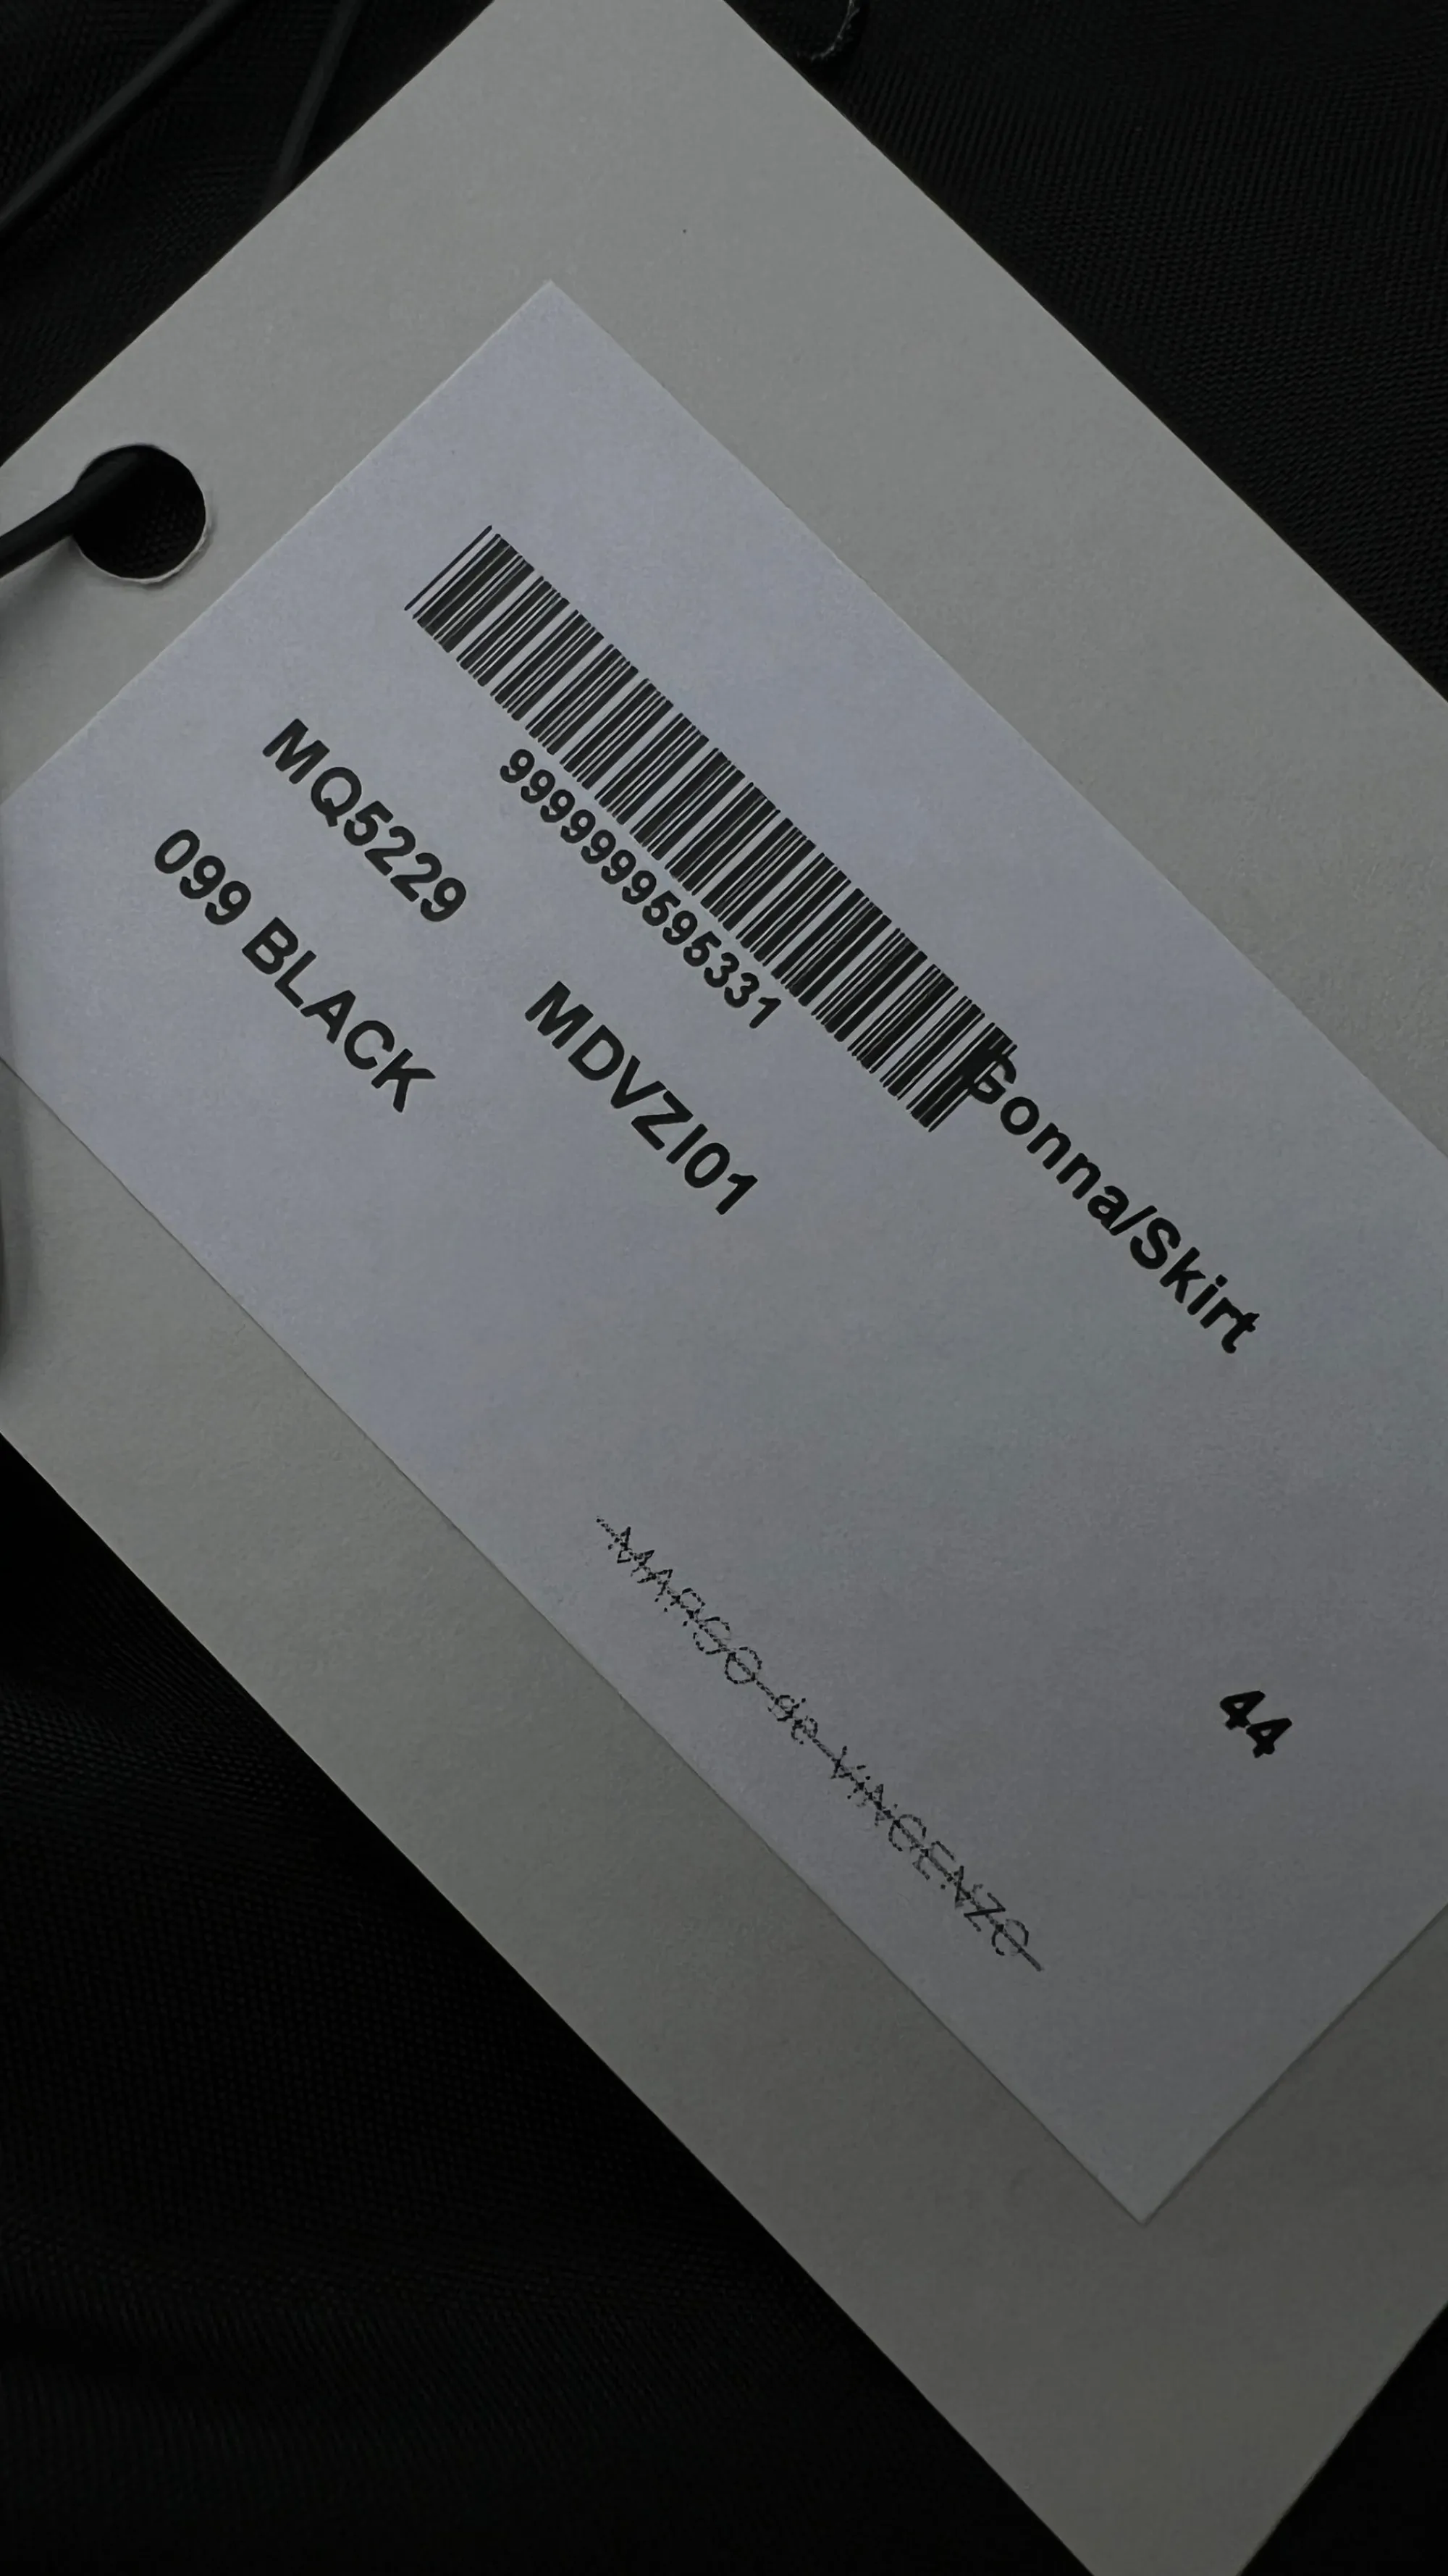 Gonna/Skirt
9999999595331
MQ5229 MDVZI01 44
099 BLACK
MARCO de VINCENZO